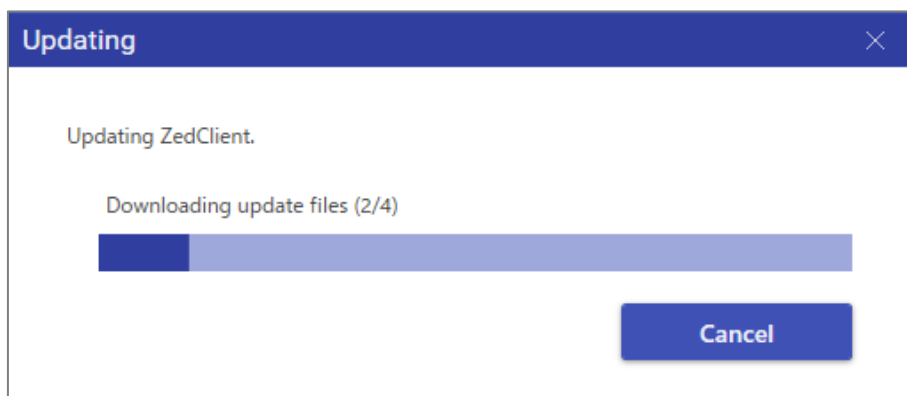 Updating
Updating ZedClient.
Downloading update files (2/4)
Cancel